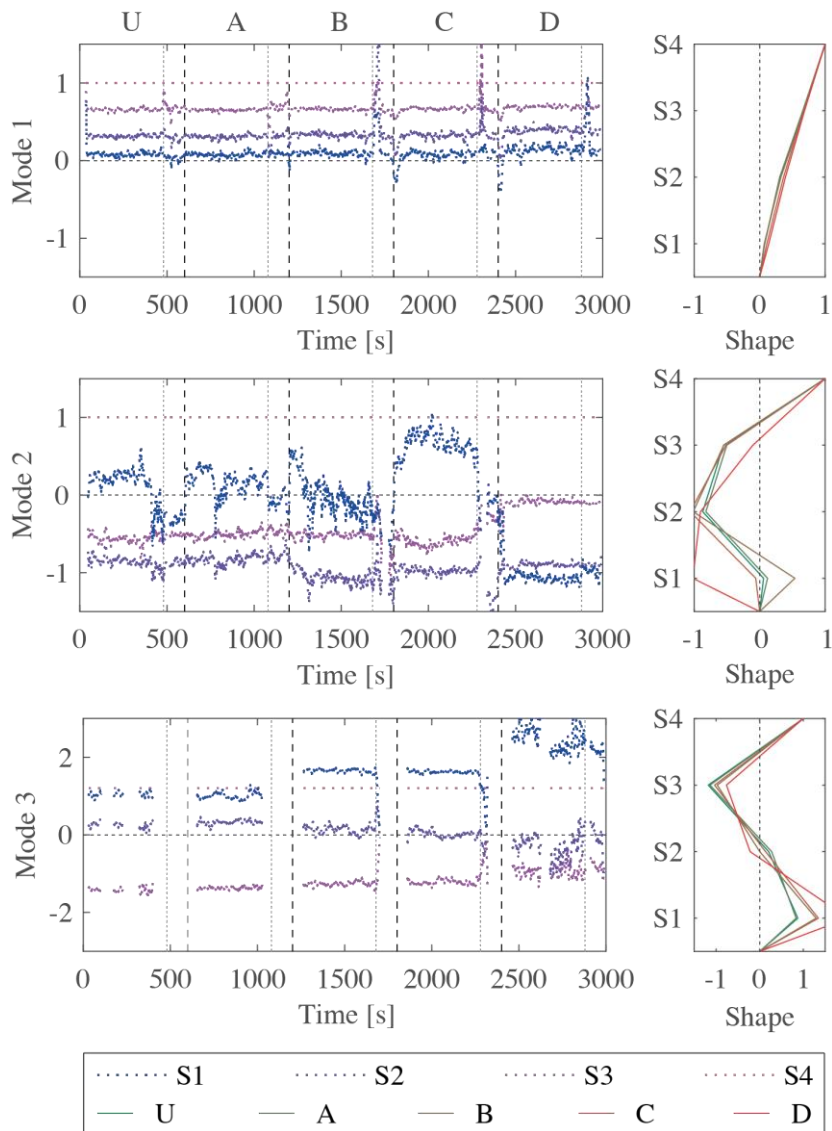 U A B C D
Mode 1
1
0
-1
0 500 1000 1500 2000 2500 3000
Time [s]
S4
S3
S2
S1
-1 0 1
Shape
Mode 2
1
0
-1
0 500 1000 1500 2000 2500 3000
Time [s]
S4
S3
S2
S1
-1 0 1
Shape
Mode 3
2
0
-2
0 500 1000 1500 2000 2500 3000
Time [s]
S4
S3
S2
S1
-1 0 1
Shape
S1 S2 S3 S4
U A B C D